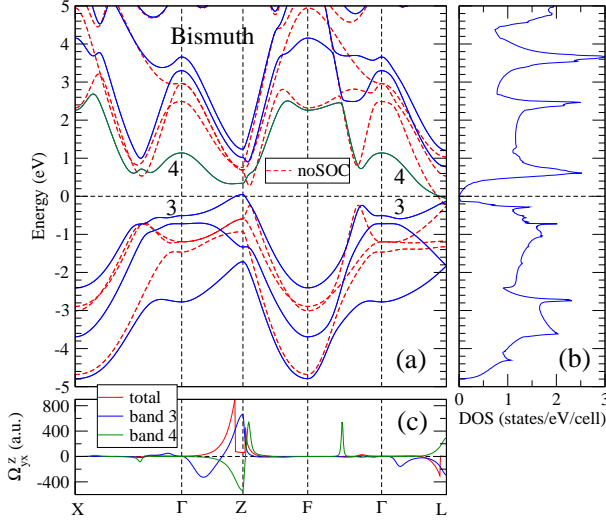 Bismuth
4
noSOC
4
3
3
Energy (eV)
5
4
3
2
1
0
-1
-2
-3
-4
-5
(a)
(b)
0
1
2
3
DOS (states/eV/cell)
total
band 3
band 4
(c)
Ω^z_yx (a.u.)
800
400
0
-400
X
Γ
Z
F
Γ
L